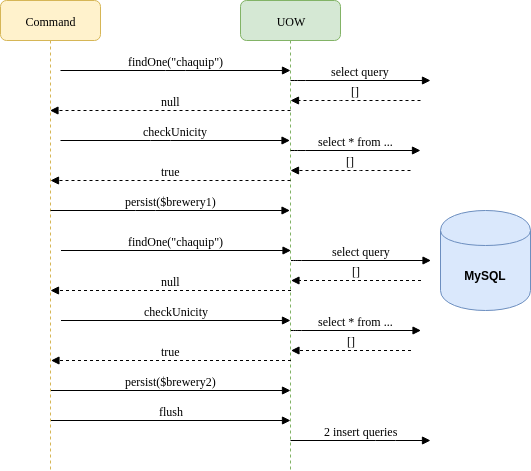 Command
UOW
findOne("chaquip")
select query
[]
null
checkUnicity
select * from ...
[]
true
persist($brewery1)
findOne("chaquip")
select query
[]
MySQL
null
checkUnicity
select * from ...
[]
true
persist($brewery2)
flush
2 insert queries